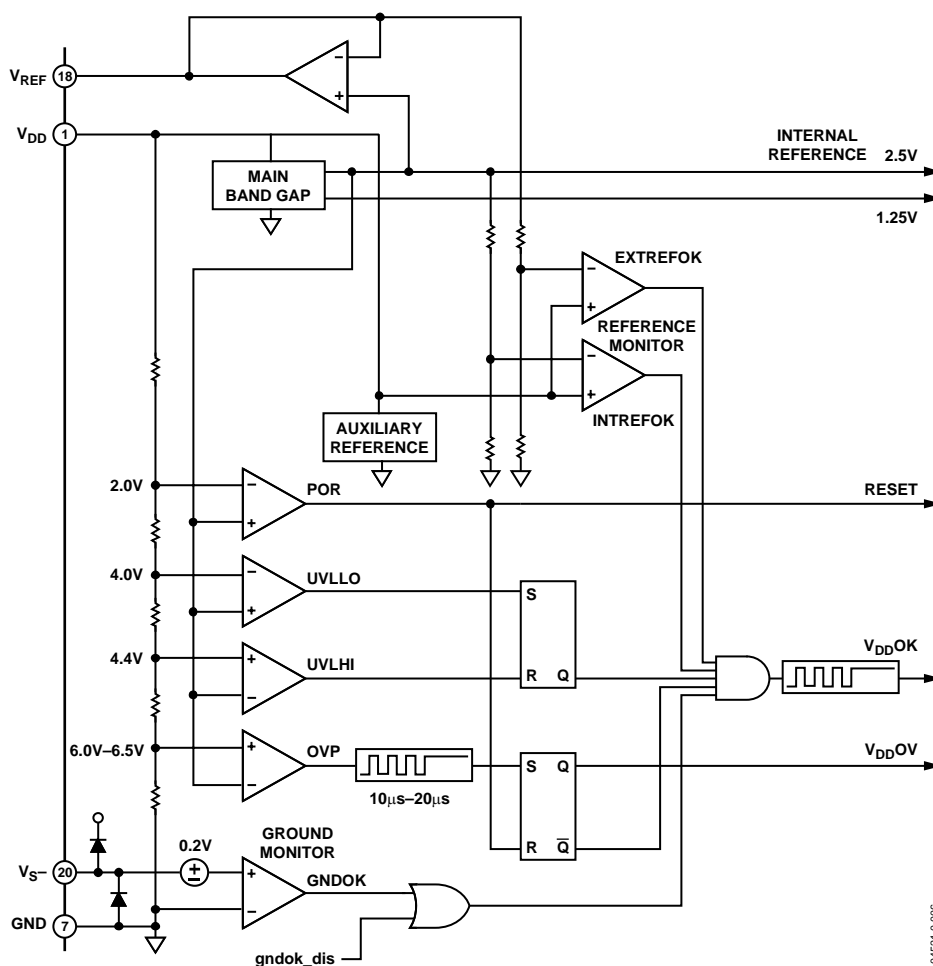 VREF 18
VDD 1
− +
MAIN
BAND GAP
INTERNAL
REFERENCE 2.5V
1.25V
EXTREFOK
− +
REFERENCE
MONITOR
− +
INTREFOK
AUXILIARY
REFERENCE
2.0V
− +
POR
RESET
4.0V
− +
UVLLO
S
4.4V
+ −
UVLHI
R Q
VDDOK
6.0V–6.5V
+ −
OVP
10μs–20μs
S Q
VDDOV
R Q̅
GROUND
MONITOR
0.2V
±
VS– 20
+ −
GNDOK
GND 7
gndok_dis